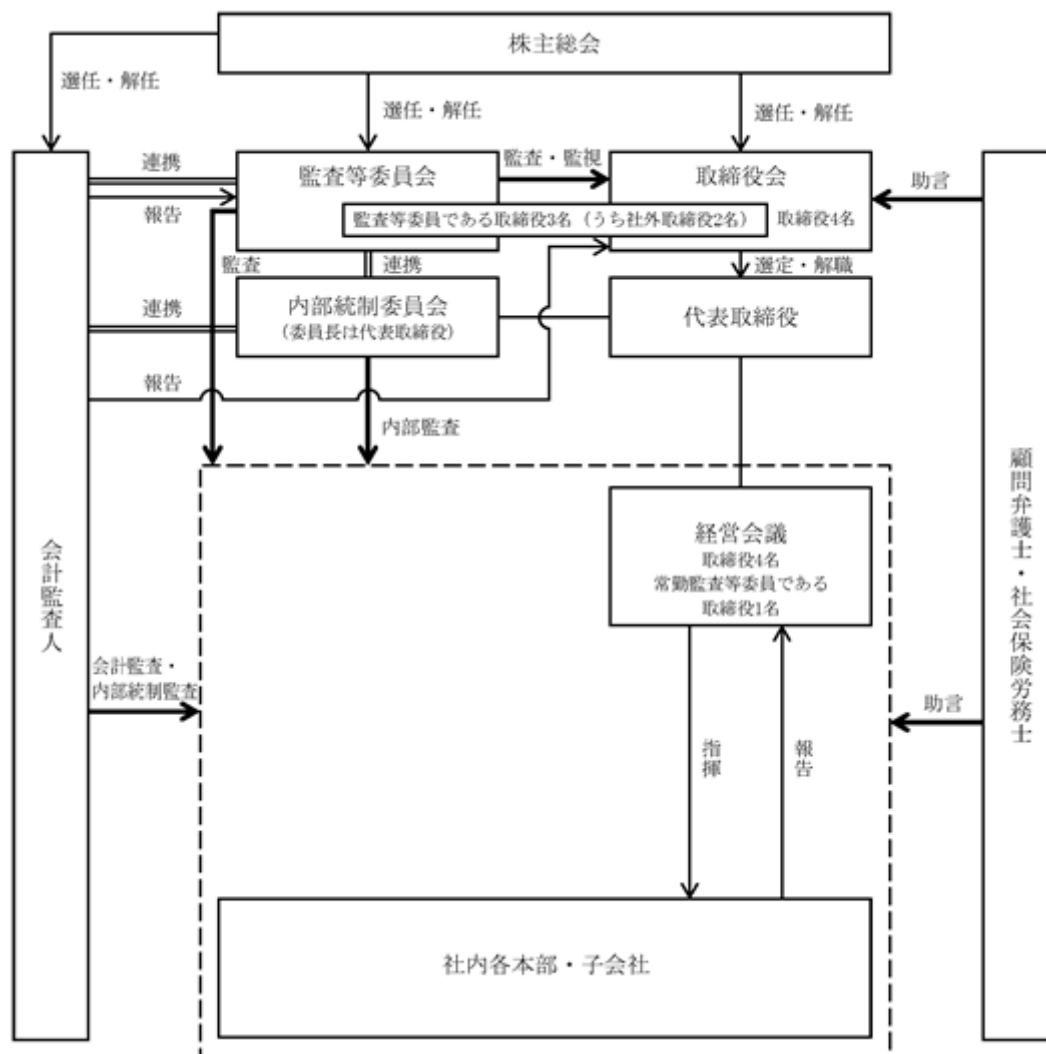 株主総会
選任・解任
選任・解任
選任・解任
連携
監査等委員会
監査・監視
取締役会
助言
報告
監査等委員である取締役3名（うち社外取締役2名）
取締役4名
監査
連携
選定・解職
連携
内部統制委員会
（委員長は代表取締役）
代表取締役
報告
内部監査
会計監査人
経営会議
取締役4名
常勤監査等委員である
取締役1名
顧問弁護士・社会保険労務士
会計監査・
内部統制監査
助言
指揮
報告
社内各本部・子会社